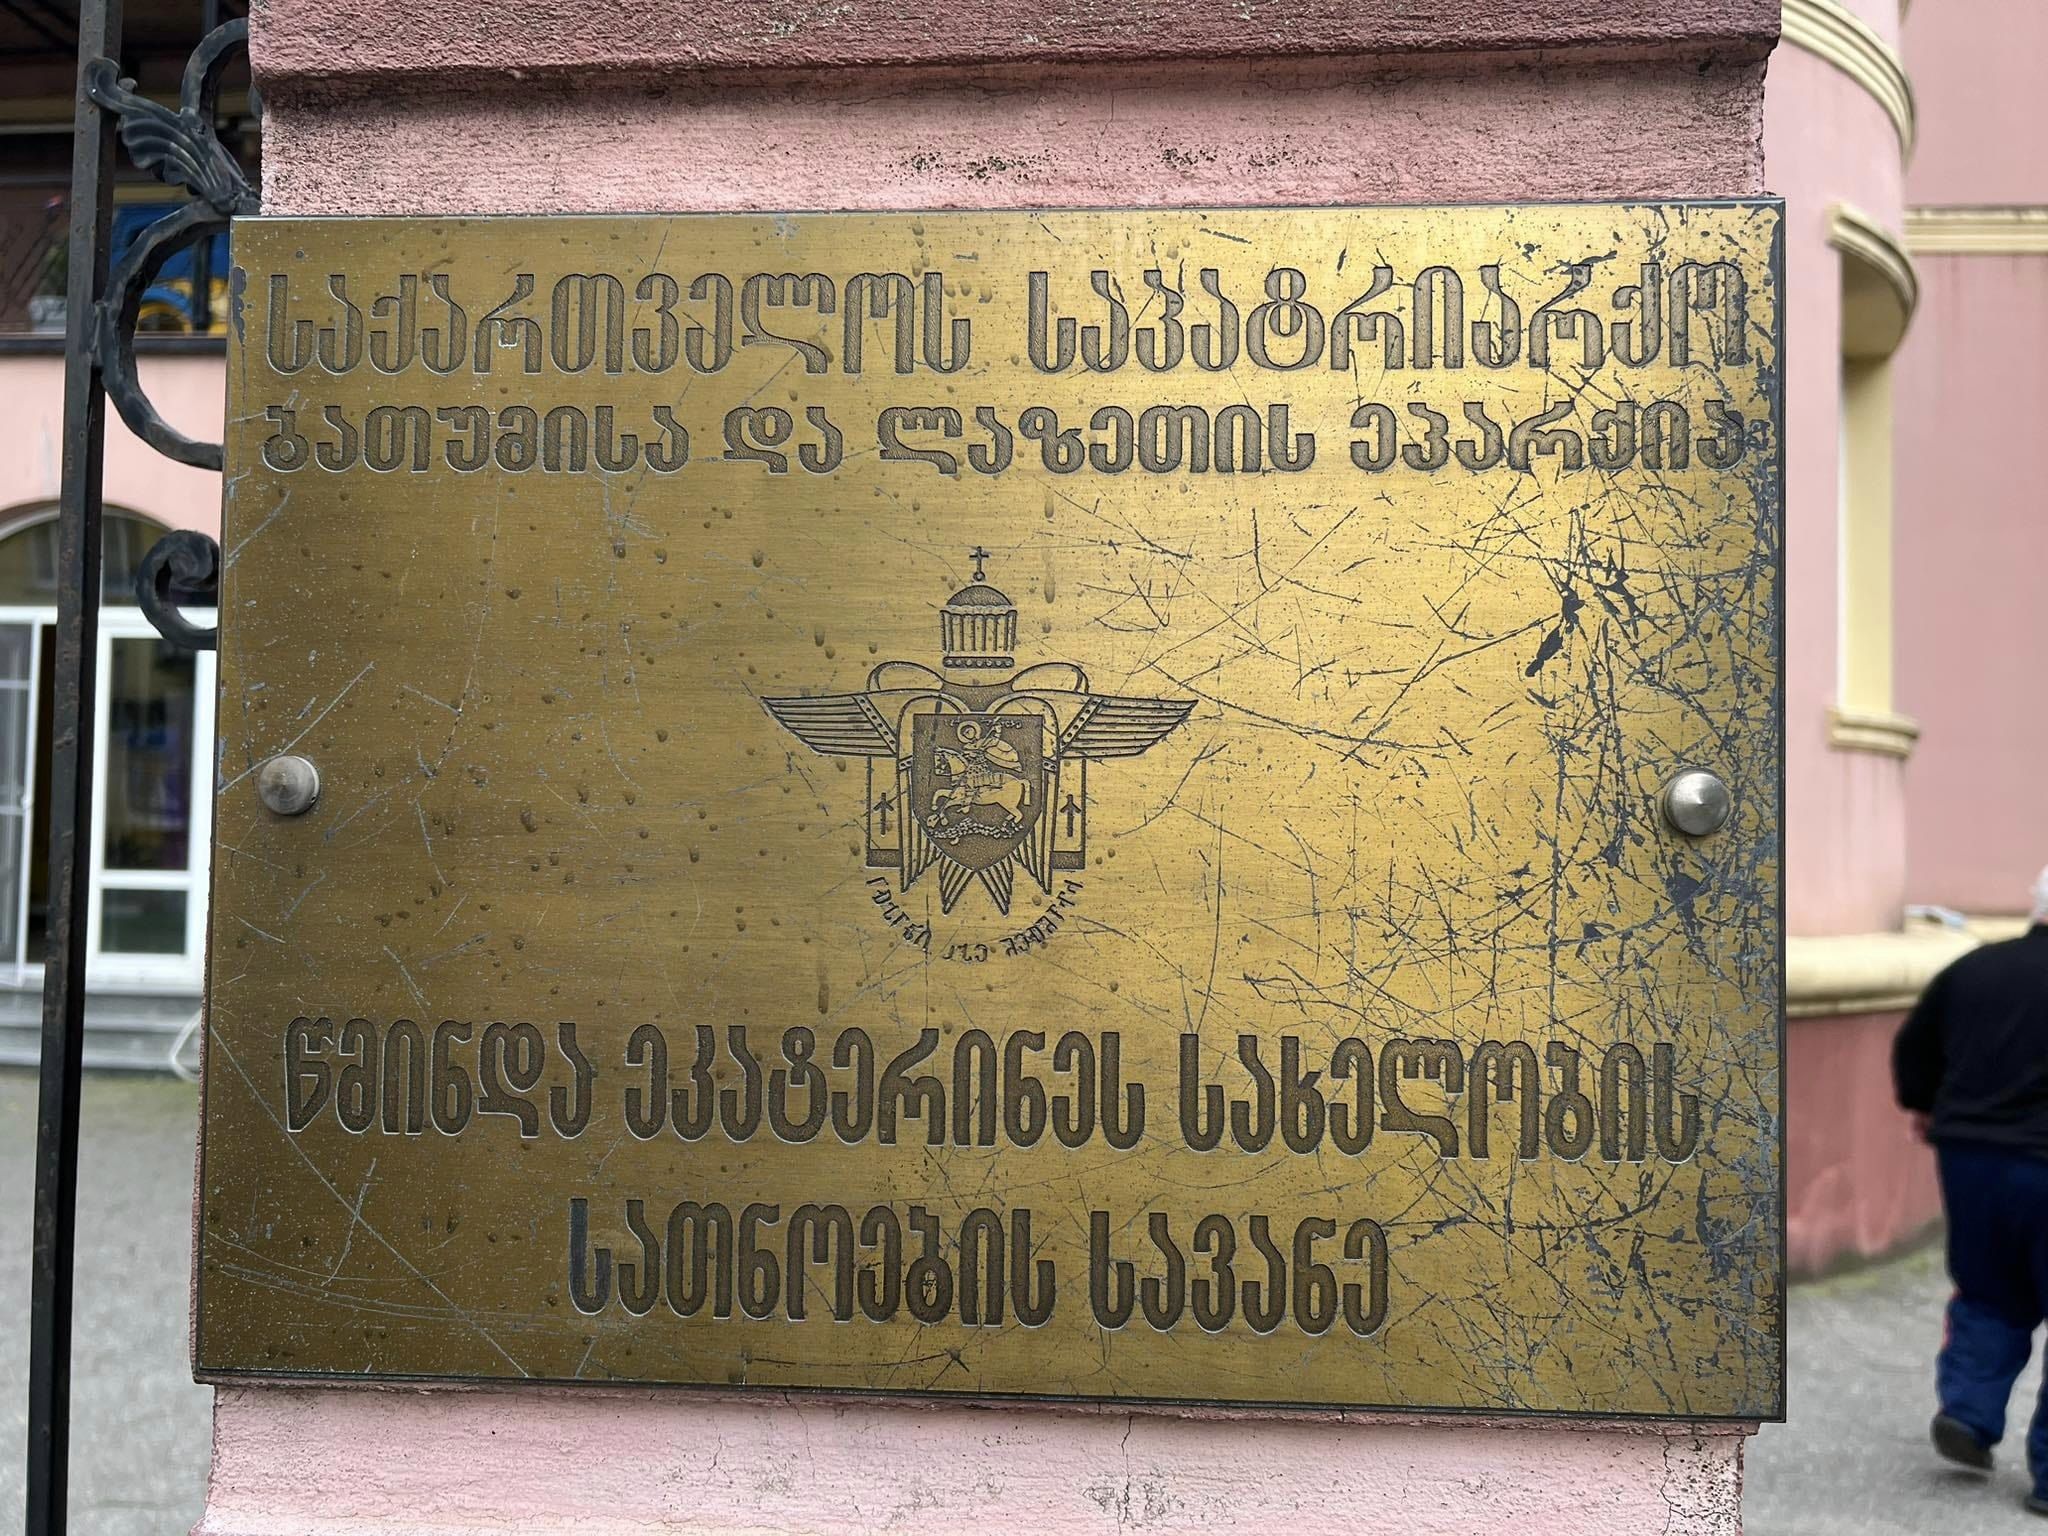 საქართველოს საპატრიარქო
ბათუმისა და ლაზეთის ეპარქია
წმინდა ეკატერინეს სახელობის
სათნოების სავანე